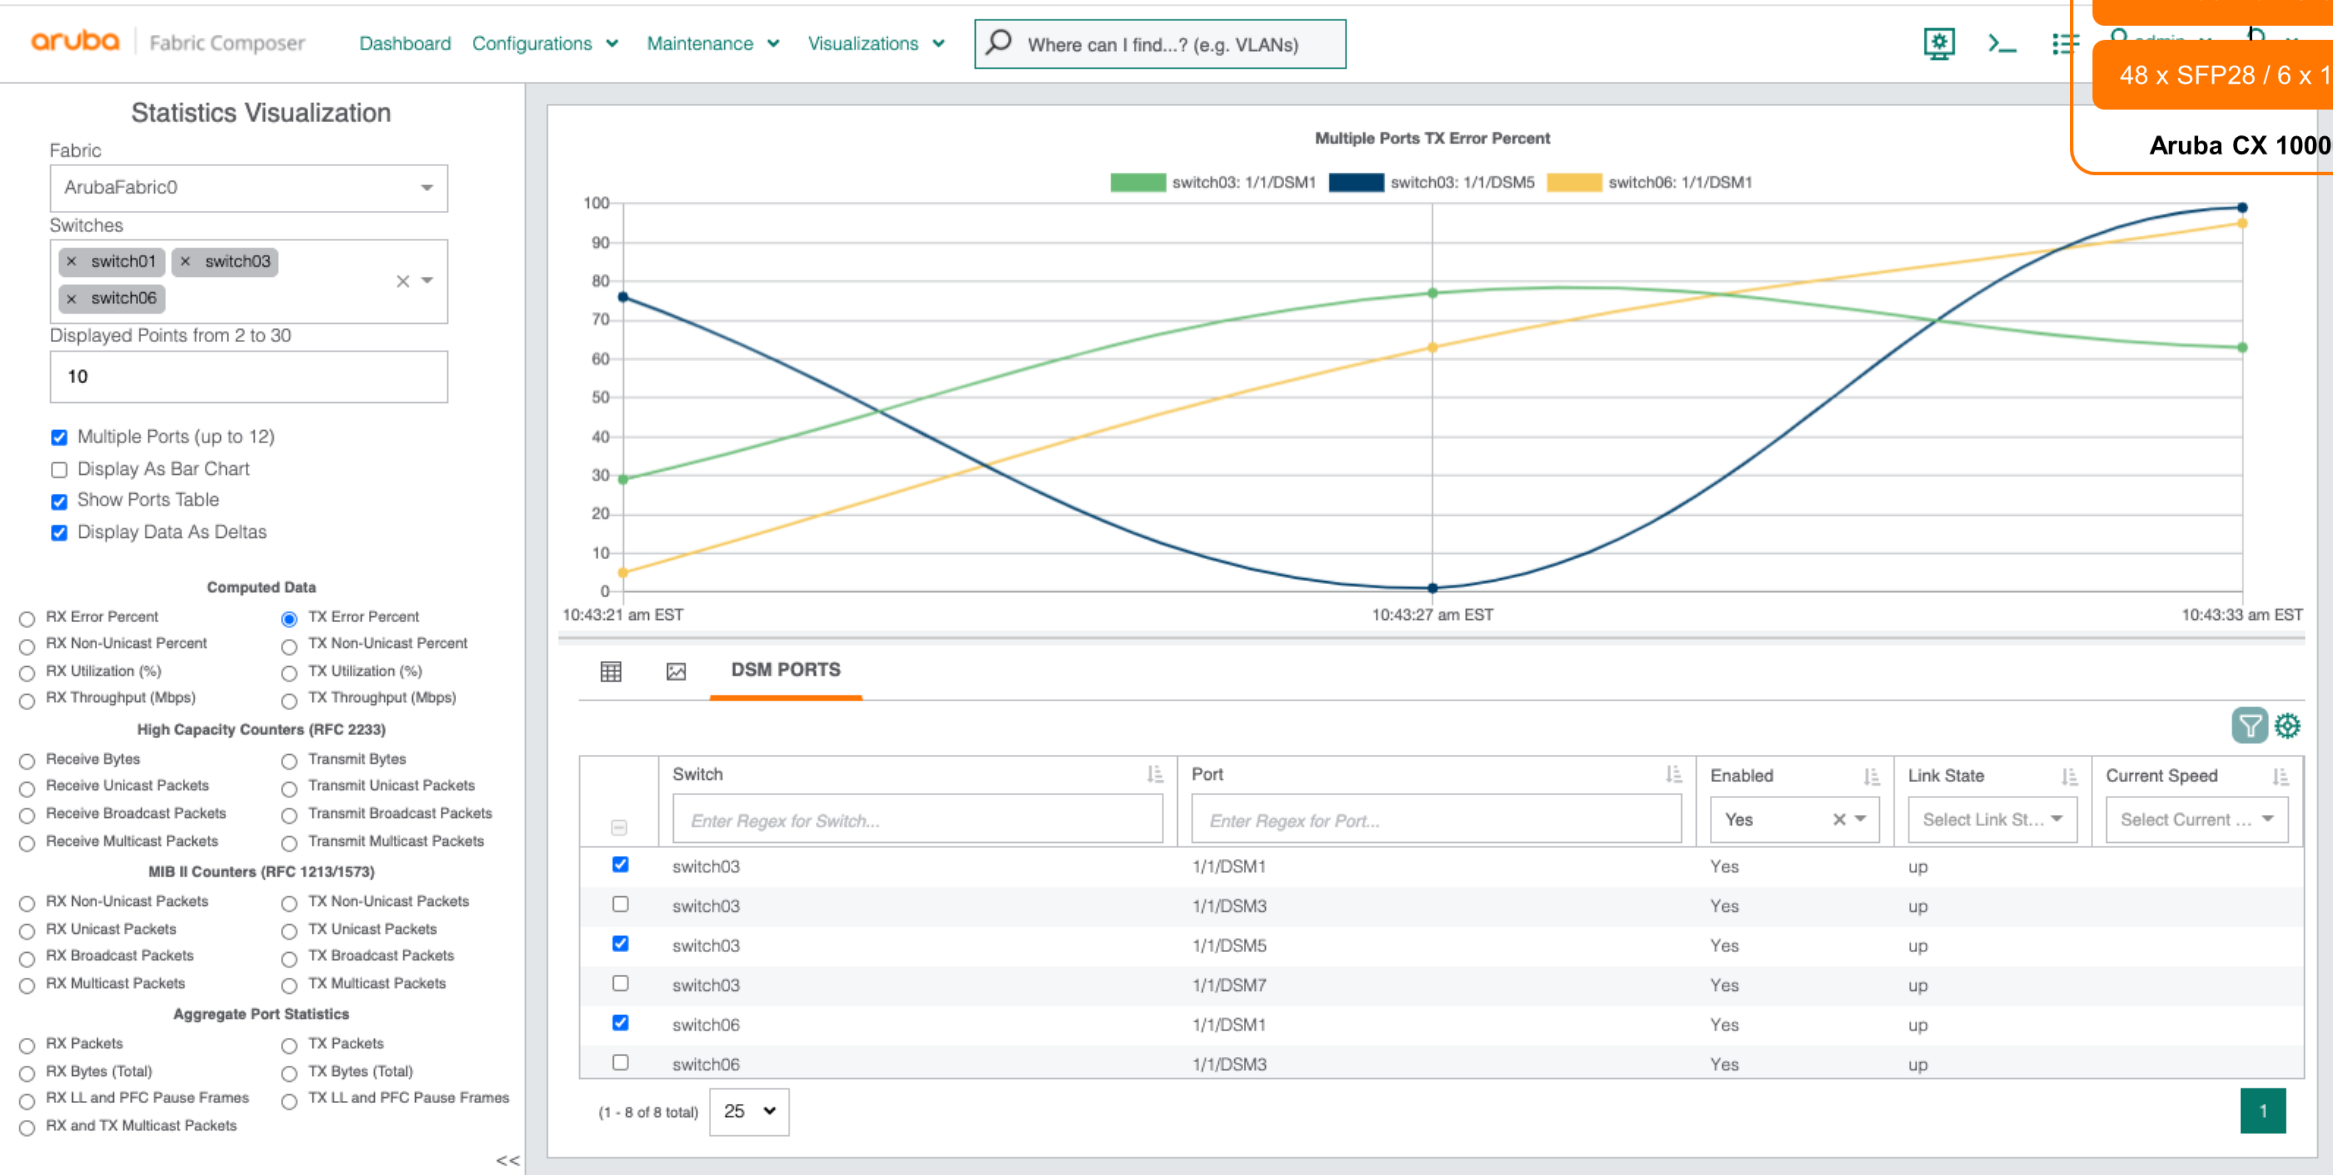 aruba Fabric Composer Dashboard Configurations Maintenance Visualizations Where can I find...? (e.g. VLANs)
48 x SFP28 / 6 x 1
Aruba CX 1000
Statistics Visualization
Fabric
ArubaFabric0
Switches
× switch01 × switch03
× switch06
Displayed Points from 2 to 30
10
Multiple Ports (up to 12)
Display As Bar Chart
Show Ports Table
Display Data As Deltas
Computed Data
RX Error Percent TX Error Percent
RX Non-Unicast Percent TX Non-Unicast Percent
RX Utilization (%) TX Utilization (%)
RX Throughput (Mbps) TX Throughput (Mbps)
High Capacity Counters (RFC 2233)
Receive Bytes Transmit Bytes
Receive Unicast Packets Transmit Unicast Packets
Receive Broadcast Packets Transmit Broadcast Packets
Receive Multicast Packets Transmit Multicast Packets
MIB II Counters (RFC 1213/1573)
RX Non-Unicast Packets TX Non-Unicast Packets
RX Unicast Packets TX Unicast Packets
RX Broadcast Packets TX Broadcast Packets
RX Multicast Packets TX Multicast Packets
Aggregate Port Statistics
RX Packets TX Packets
RX Bytes (Total) TX Bytes (Total)
RX LL and PFC Pause Frames TX LL and PFC Pause Frames
RX and TX Multicast Packets
<<
Multiple Ports TX Error Percent
switch03: 1/1/DSM1 switch03: 1/1/DSM5 switch06: 1/1/DSM1
100
90
80
70
60
50
40
30
20
10
0
10:43:21 am EST 10:43:27 am EST 10:43:33 am EST
DSM PORTS
Switch Port Enabled Link State Current Speed
Enter Regex for Switch... Enter Regex for Port... Yes Select Link St... Select Current ...
switch03 1/1/DSM1 Yes up
switch03 1/1/DSM3 Yes up
switch03 1/1/DSM5 Yes up
switch03 1/1/DSM7 Yes up
switch06 1/1/DSM1 Yes up
switch06 1/1/DSM3 Yes up
(1 - 8 of 8 total) 25 1